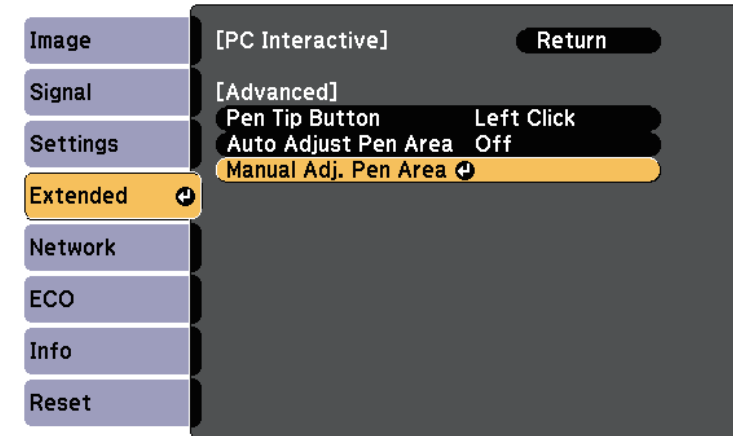 Image
Signal
Settings
Extended
Network
ECO
Info
Reset
[PC Interactive] Return
[Advanced]
Pen Tip Button Left Click
Auto Adjust Pen Area Off
Manual Adj. Pen Area